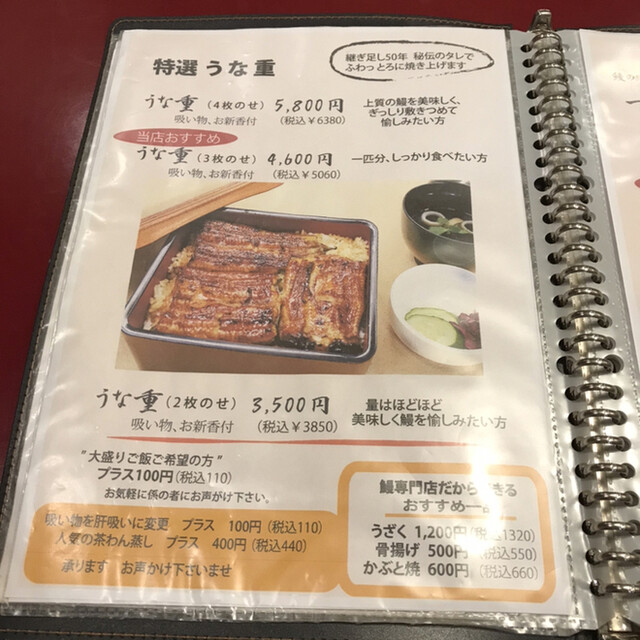 特選 うな重
継ぎ足し50年 秘伝のタレで
ふわっ とろに焼き上げます
うな重 (4枚のせ) 5,800円
吸い物、お新香付 (税込￥6380)
上質の鰻を美味しく、
ぎっしり敷きつめて
愉しみたい方
当店おすすめ
うな重 (3枚のせ) 4,600円 一匹分、しっかり食べたい方
吸い物、お新香付 (税込￥5060)
うな重 (2枚のせ) 3,500円
吸い物、お新香付 (税込￥3850)
量はほどほど
美味しく鰻を愉しみたい方
"大盛りご飯ご希望の方"
プラス100円(税込110)
お気軽に係の者にお声がけ下さい。
吸い物を肝吸いに変更 プラス 100円(税込110)
人気の茶わん蒸し プラス 400円(税込440)
承ります お声かけ下さいませ
鰻専門店だからできる
おすすめ一品
うざく 1,200円(税込1320)
骨揚げ 500円(税込550)
かぶと焼 600円(税込660)